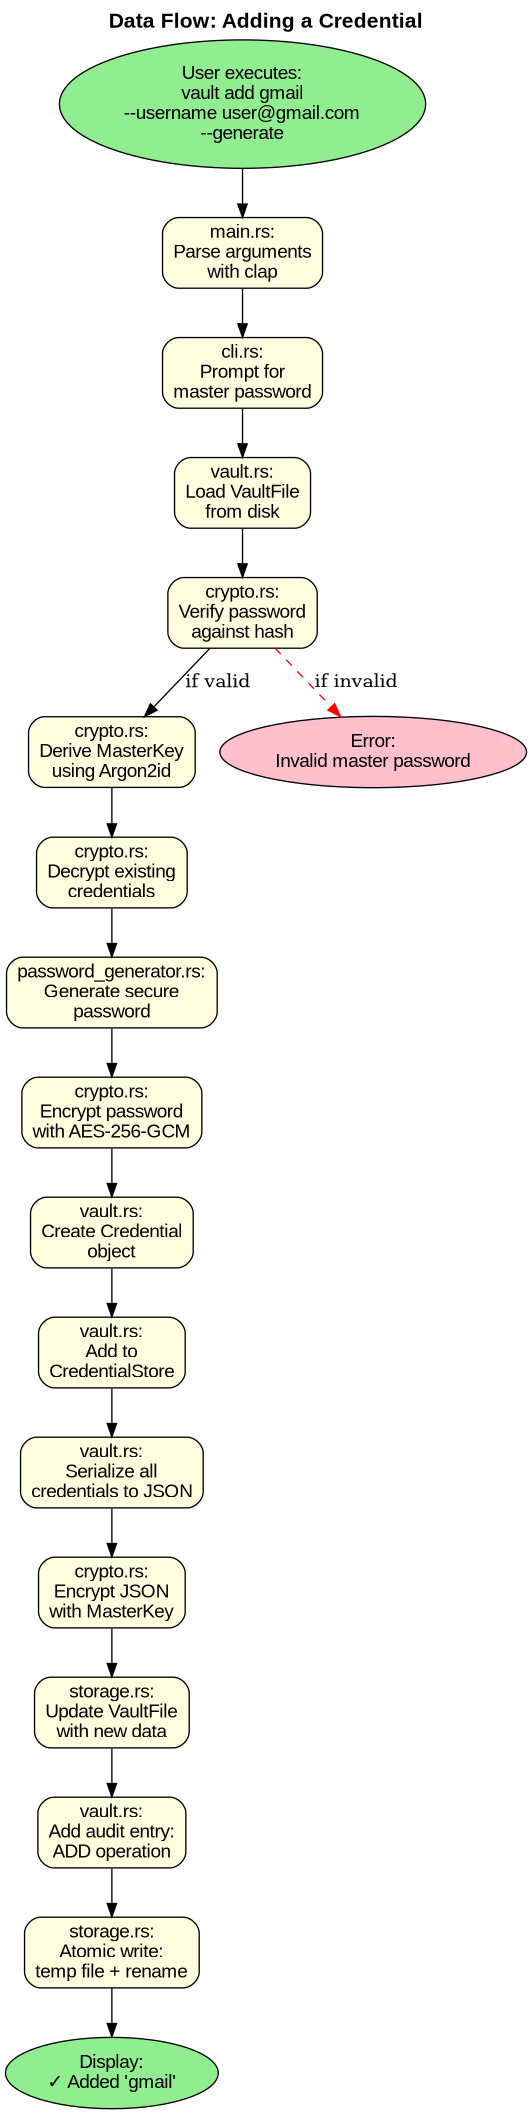 Data Flow: Adding a Credential
User executes:
vault add gmail
--username user@gmail.com
--generate
main.rs:
Parse arguments
with clap
cli.rs:
Prompt for
master password
vault.rs:
Load VaultFile
from disk
crypto.rs:
Verify password
against hash
if valid
if invalid
crypto.rs:
Derive MasterKey
using Argon2id
Error:
Invalid master password
crypto.rs:
Decrypt existing
credentials
password_generator.rs:
Generate secure
password
crypto.rs:
Encrypt password
with AES-256-GCM
vault.rs:
Create Credential
object
vault.rs:
Add to
CredentialStore
vault.rs:
Serialize all
credentials to JSON
crypto.rs:
Encrypt JSON
with MasterKey
storage.rs:
Update VaultFile
with new data
vault.rs:
Add audit entry:
ADD operation
storage.rs:
Atomic write:
temp file + rename
Display:
✓ Added 'gmail'